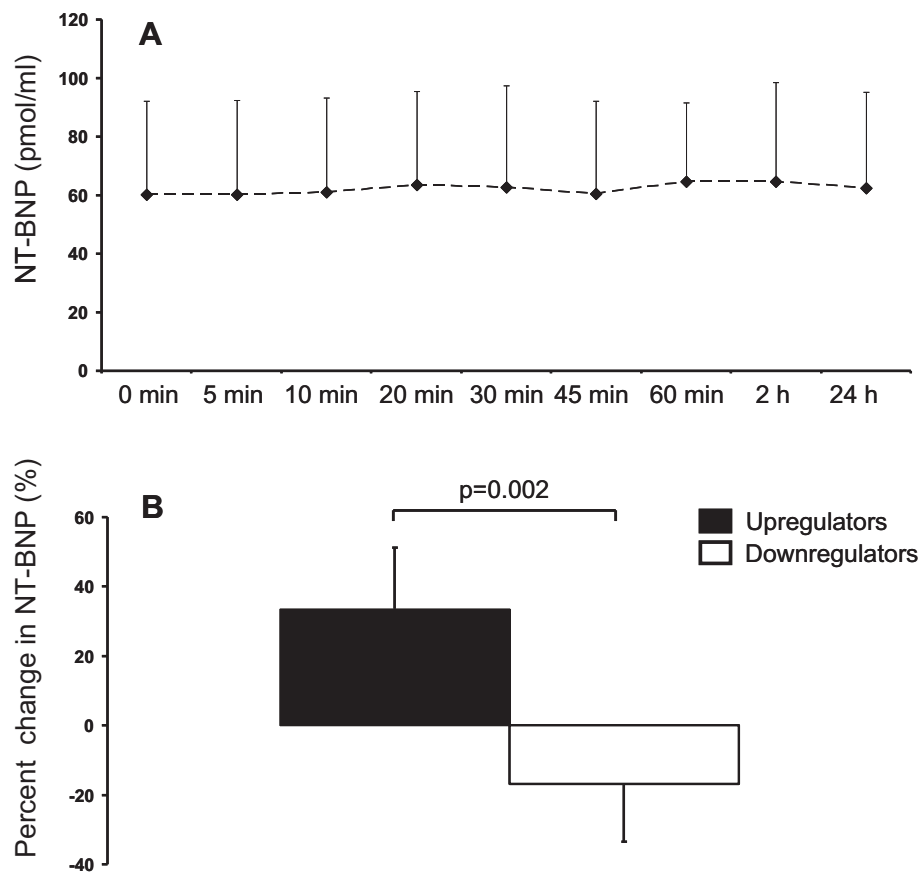 A
NT-BNP (pmol/ml)
120
100
80
60
40
20
0
0 min 5 min 10 min 20 min 30 min 45 min 60 min 2 h 24 h
B
Percent change in NT-BNP (%)
p=0.002
60
40
20
0
-20
-40
Upregulators
Downregulators